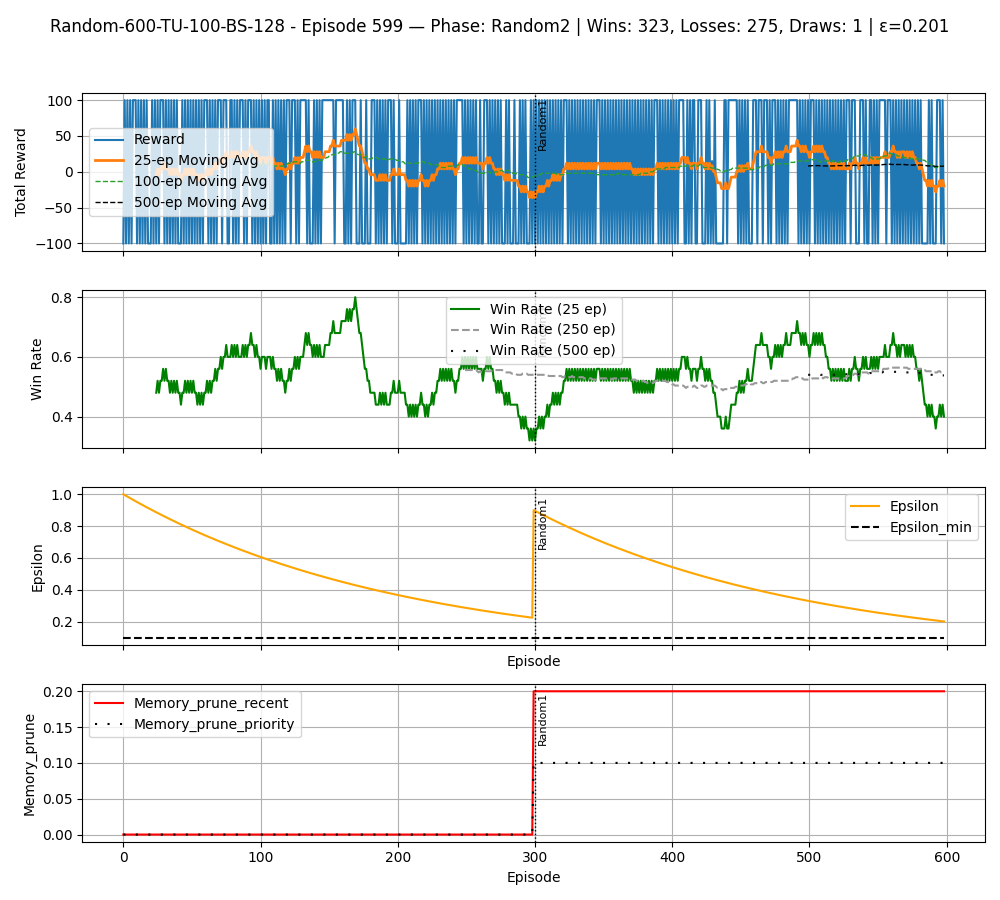 Random-600-TU-100-BS-128 - Episode 599 — Phase: Random2 | Wins: 323, Losses: 275, Draws: 1 | ε=0.201
Total Reward
100
50
0
−50
−100
Reward
25-ep Moving Avg
100-ep Moving Avg
500-ep Moving Avg
Random1
Win Rate
0.8
0.6
0.4
Win Rate (25 ep)
Win Rate (250 ep)
Win Rate (500 ep)
Epsilon
1.0
0.8
0.6
0.4
0.2
Random1
Epsilon
Epsilon_min
Episode
Memory_prune
0.20
0.15
0.10
0.05
0.00
Memory_prune_recent
Memory_prune_priority
Random1
0 100 200 300 400 500 600
Episode